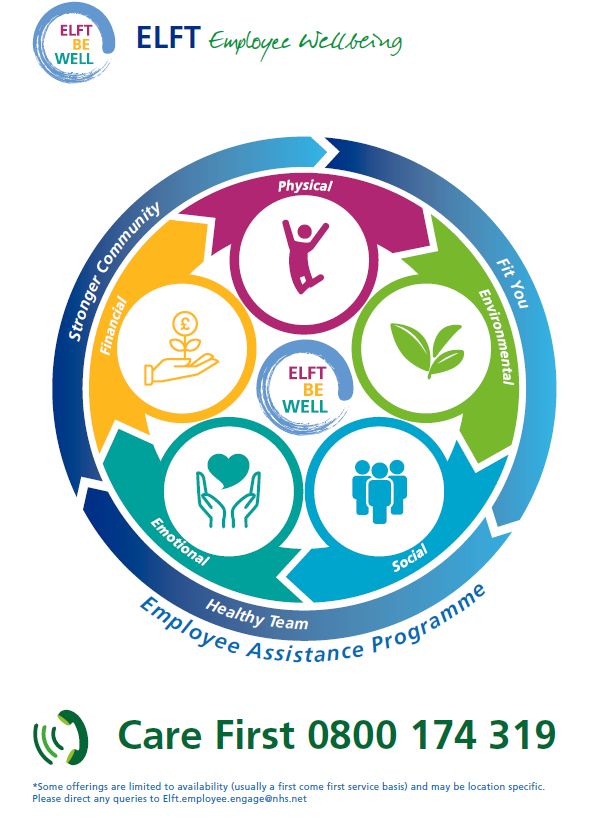 ELFT
BE
WELL
ELFT Employee Wellbeing
Physical
Stronger Community
Fit You
Financial
Environmental
ELFT
BE
WELL
Emotional
Social
Healthy Team
Employee Assistance Programme
Care First 0800 174 319
*Some offerings are limited to availability (usually a first come first service basis) and may be location specific.
Please direct any queries to Elft.employee.engage@nhs.net